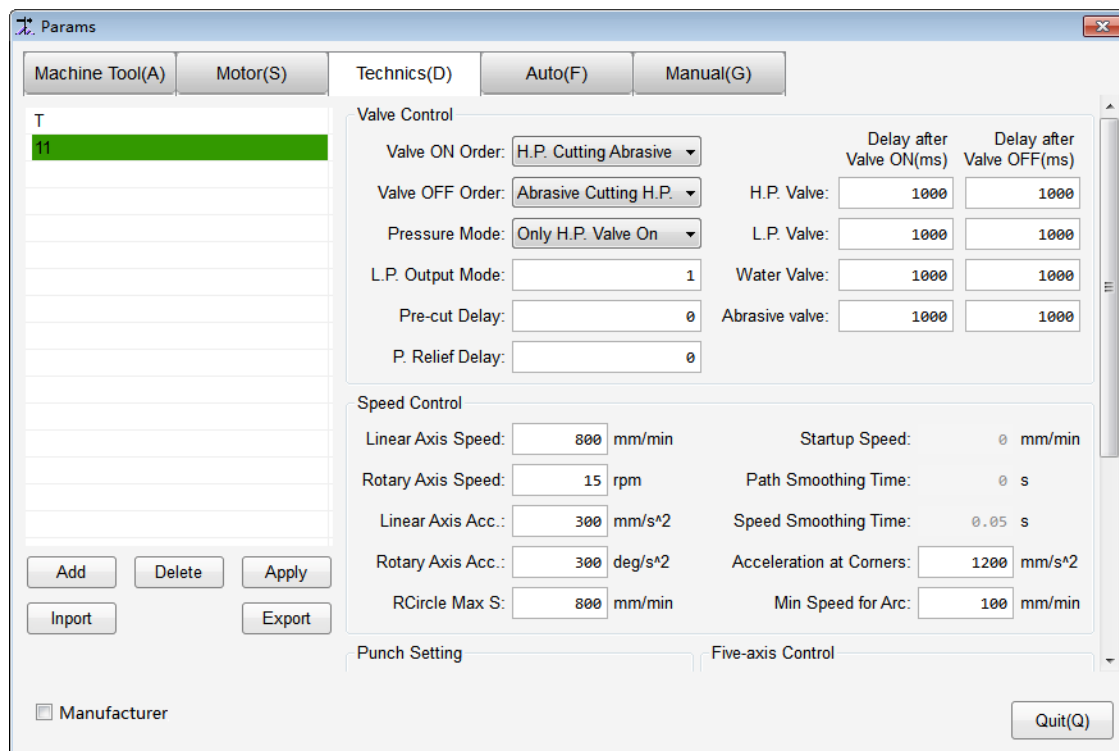 Params
Machine Tool(A) Motor(S) Technics(D) Auto(F) Manual(G)
T
11
Add Delete Apply
Inport Export
Valve Control
Delay after Valve ON(ms) Delay after Valve OFF(ms)
Valve ON Order: H.P. Cutting Abrasive
Valve OFF Order: Abrasive Cutting H.P. H.P. Valve: 1000 1000
Pressure Mode: Only H.P. Valve On L.P. Valve: 1000 1000
L.P. Output Mode: 1 Water Valve: 1000 1000
Pre-cut Delay: 0 Abrasive valve: 1000 1000
P. Relief Delay: 0
Speed Control
Linear Axis Speed: 800 mm/min Startup Speed: 0 mm/min
Rotary Axis Speed: 15 rpm Path Smoothing Time: 0 s
Linear Axis Acc.: 300 mm/s^2 Speed Smoothing Time: 0.05 s
Rotary Axis Acc.: 300 deg/s^2 Acceleration at Corners: 1200 mm/s^2
RCircle Max S: 800 mm/min Min Speed for Arc: 100 mm/min
Punch Setting Five-axis Control
Manufacturer
Quit(Q)